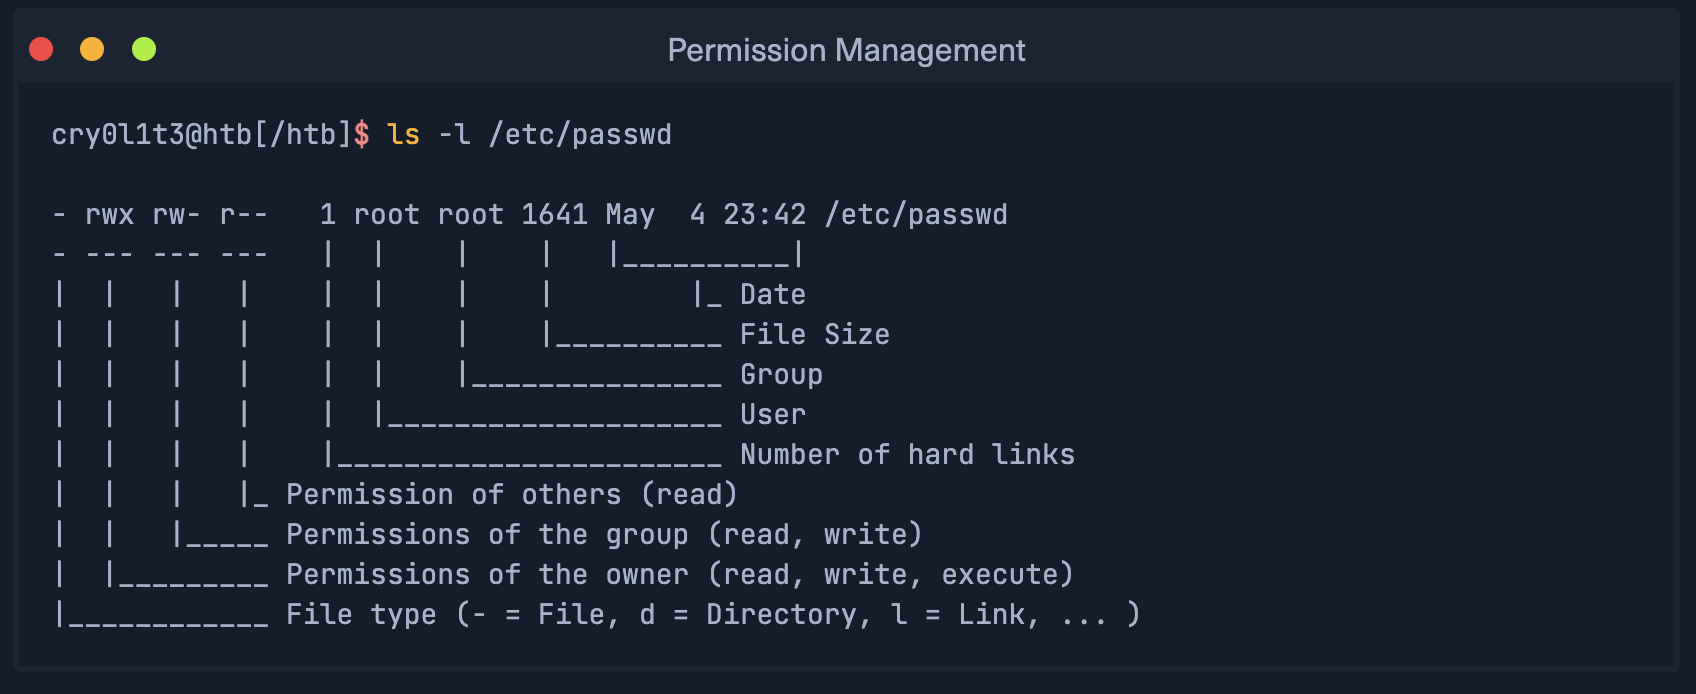 Permission Management
cry0l1t3@htb[/htb]$ ls -l /etc/passwd
- rwx rw- r--   1 root root 1641 May  4 23:42 /etc/passwd
- --- --- ---   |  |    |    |   |__________|
|  |   |   |    |  |    |    |        |_ Date
|  |   |   |    |  |    |    |__________ File Size
|  |   |   |    |  |    |_______________ Group
|  |   |   |    |  |____________________ User
|  |   |   |    |_______________________ Number of hard links
|  |   |   |_ Permission of others (read)
|  |   |_____ Permissions of the group (read, write)
|  |_________ Permissions of the owner (read, write, execute)
|____________ File type (- = File, d = Directory, l = Link, ... )